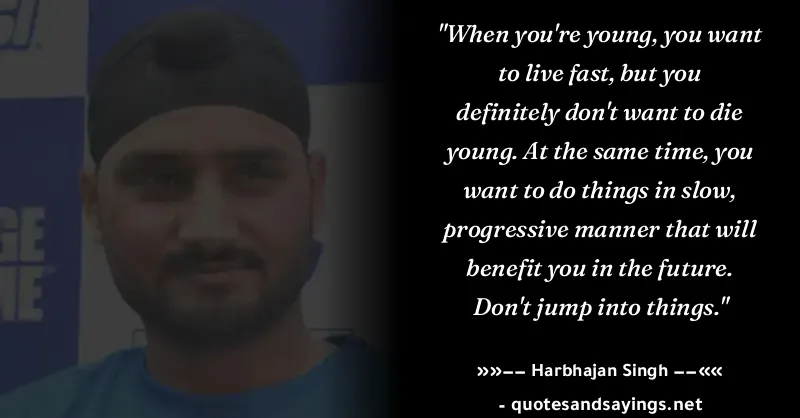 "When you're young, you want
to live fast, but you
definitely don't want to die
young. At the same time, you
want to do things in slow,
progressive manner that will
benefit you in the future.
Don't jump into things."
»»—— Harbhajan Singh ——««
- quotesandsayings.net
GE
ME